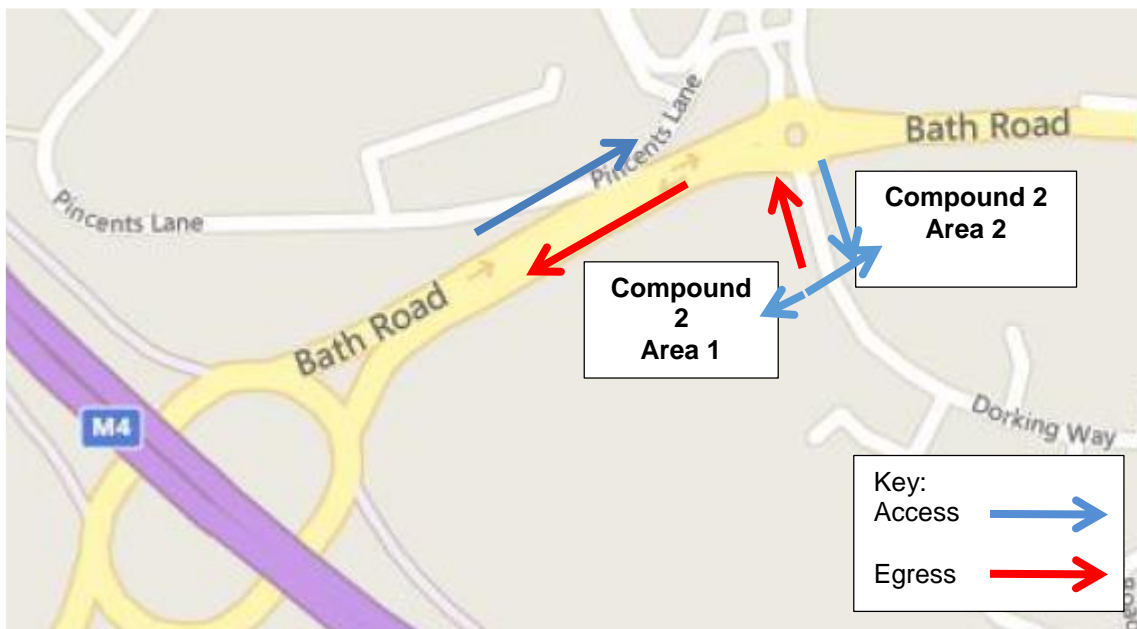 Pincents Lane
Bath Road
Pincents Lane
Compound 2
Area 2
Compound
2
Area 1
Bath Road
M4
Dorking Way
Key:
Access
Egress